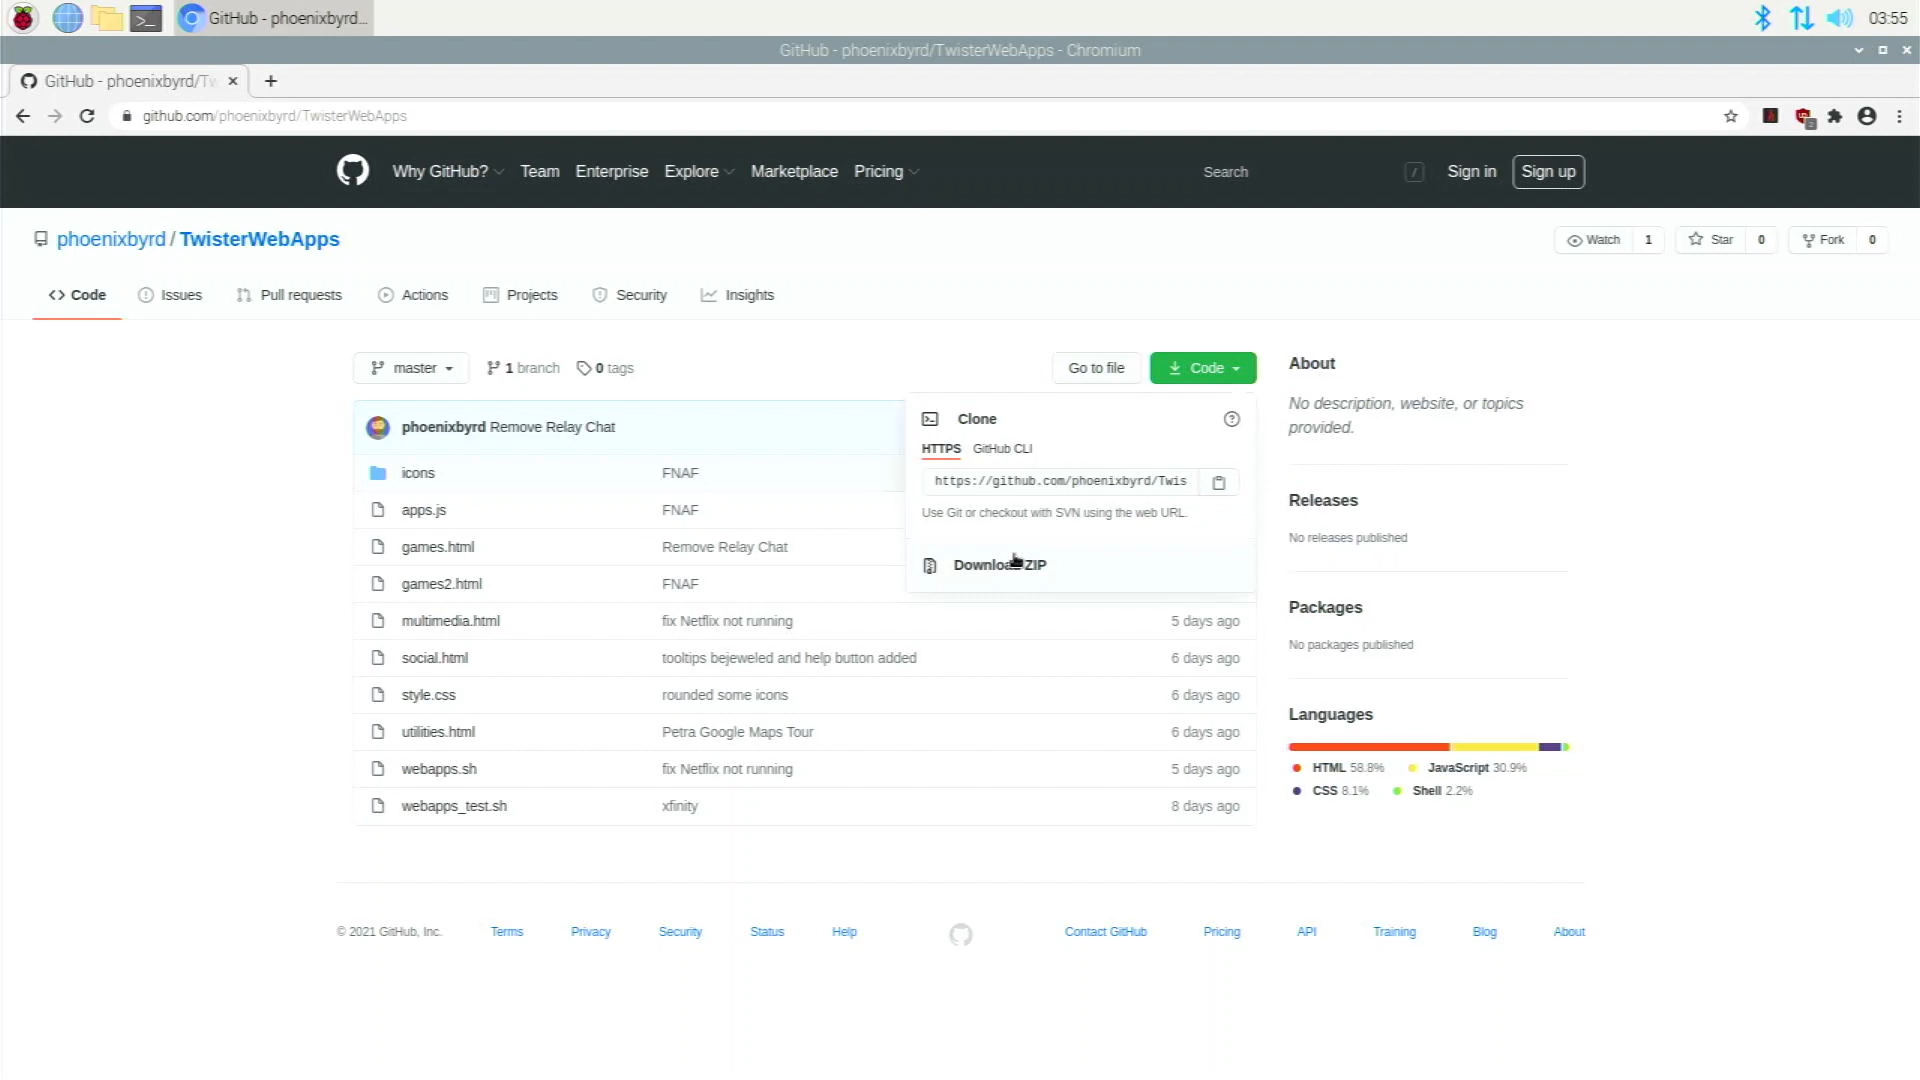 GitHub - phoenixbyrd...
03:55
GitHub - phoenixbyrd/TwisterWebApps - Chromium
GitHub - phoenixbyrd/Tw
github.com/phoenixbyrd/TwisterWebApps
2
Why GitHub? Team Enterprise Explore Marketplace Pricing
Search
/
Sign in
Sign up
phoenixbyrd / TwisterWebApps
Watch 1
Star 0
Fork 0
Code Issues Pull requests Actions Projects Security Insights
master 1 branch 0 tags
Go to file
Code
phoenixbyrd Remove Relay Chat
icons FNAF
apps.js FNAF
games.html Remove Relay Chat
games2.html FNAF
multimedia.html fix Netflix not running 5 days ago
social.html tooltips bejeweled and help button added 6 days ago
style.css rounded some icons 6 days ago
utilities.html Petra Google Maps Tour 6 days ago
webapps.sh fix Netflix not running 5 days ago
webapps_test.sh xfinity 8 days ago
Clone
HTTPS GitHub CLI
https://github.com/phoenixbyrd/Twis
Use Git or checkout with SVN using the web URL.
Download ZIP
About
No description, website, or topics
provided.
Releases
No releases published
Packages
No packages published
Languages
HTML 58.8% JavaScript 30.9%
CSS 8.1% Shell 2.2%
© 2021 GitHub, Inc. Terms Privacy Security Status Help Contact GitHub Pricing API Training Blog About